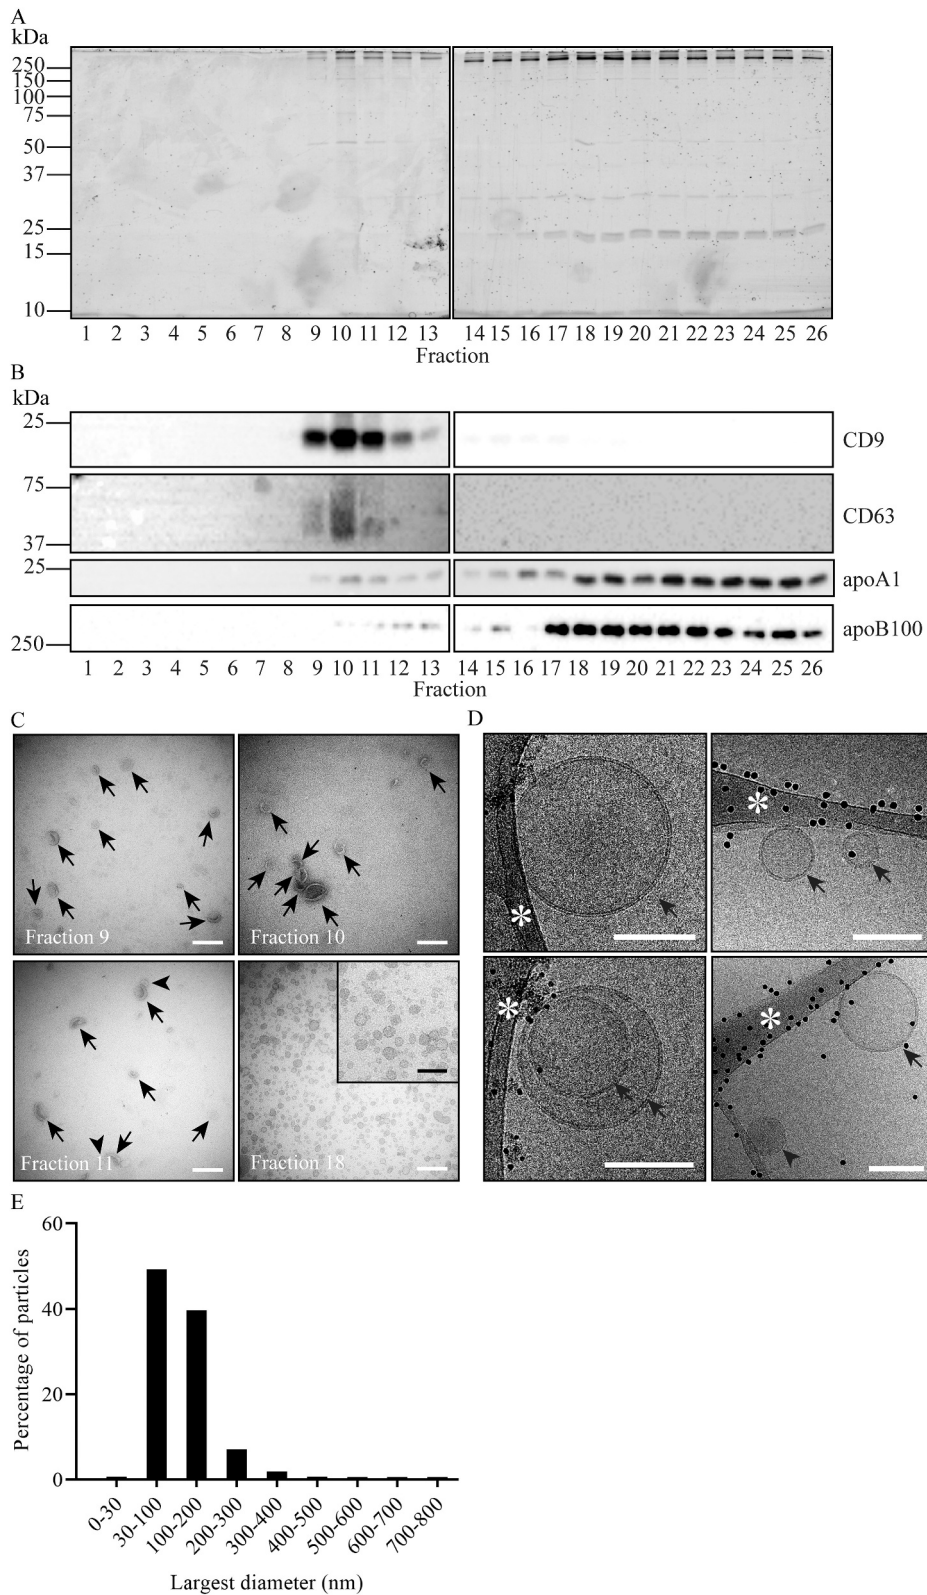 A
kDa
250
150
100
75
50
37
25
15
10
1 2 3 4 5 6 7 8 9 10 11 12 13 14 15 16 17 18 19 20 21 22 23 24 25 26
Fraction
B
kDa
25
CD9
75
CD63
37
25
apoA1
apoB100
250
1 2 3 4 5 6 7 8 9 10 11 12 13 14 15 16 17 18 19 20 21 22 23 24 25 26
Fraction
C
Fraction 9
Fraction 10
Fraction 11
Fraction 18
D
*
*
*
*
E
Percentage of particles
60
40
20
0
0-30
30-100
100-200
200-300
300-400
400-500
500-600
600-700
700-800
Largest diameter (nm)